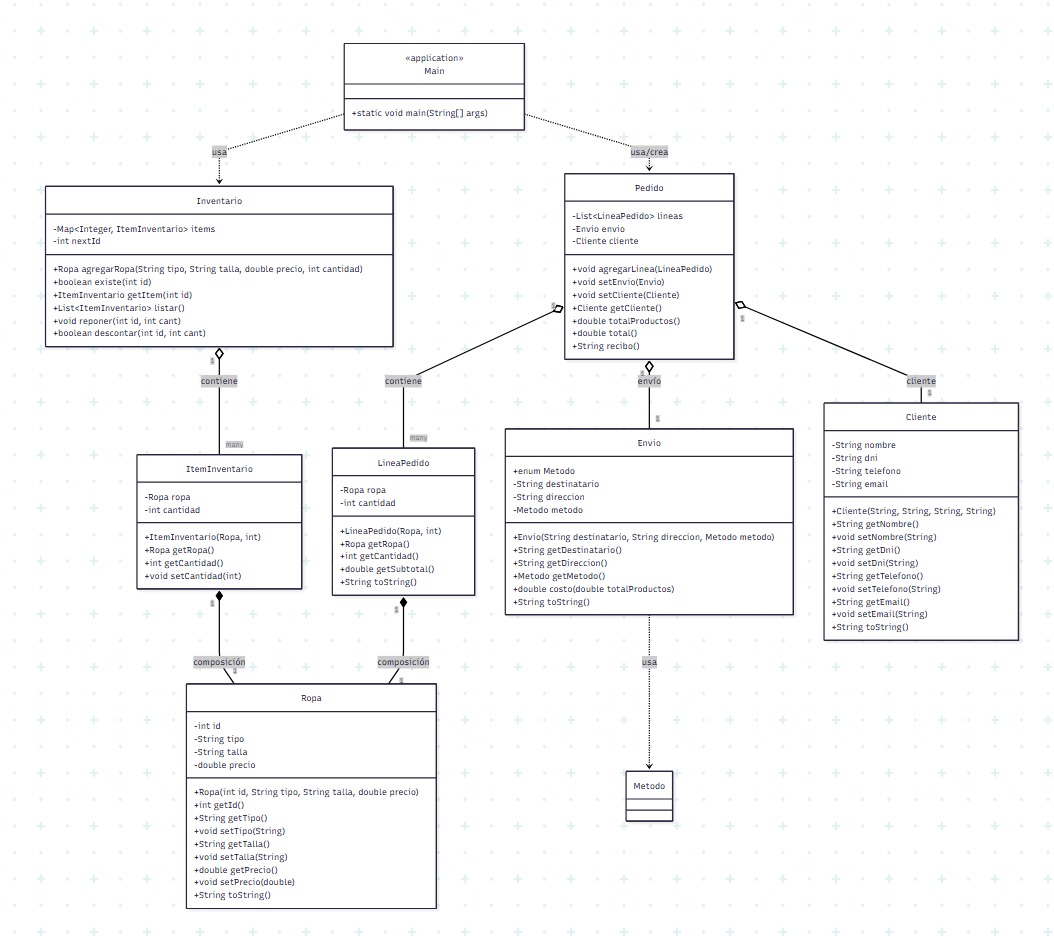 «application»
Main
+static void main(String[] args)
usa
usa/crea
Inventario
-Map<Integer, ItemInventario> items
-int nextId
+Ropa agregarRopa(String tipo, String talla, double precio, int cantidad)
+boolean existe(int id)
+ItemInventario getItem(int id)
+List<ItemInventario> listar()
+void reponer(int id, int cant)
+boolean descontar(int id, int cant)
Pedido
-List<LineaPedido> lineas
-Envio envio
-Cliente cliente
+void agregarLinea(LineaPedido)
+void setEnvio(Envio)
+void setCliente(Cliente)
+Cliente getCliente()
+double totalProductos()
+double total()
+String recibo()
1
1
1
1
contiene
contiene
envío
cliente
1
many
many
1
ItemInventario
-Ropa ropa
-int cantidad
+ItemInventario(Ropa, int)
+Ropa getRopa()
+int getCantidad()
+void setCantidad(int)
LineaPedido
-Ropa ropa
-int cantidad
+LineaPedido(Ropa, int)
+Ropa getRopa()
+int getCantidad()
+double getSubtotal()
+String toString()
Envio
+enum Metodo
-String destinatario
-String direccion
-Metodo metodo
+Envio(String destinatario, String direccion, Metodo metodo)
+String getDestinatario()
+String getDireccion()
+Metodo getMetodo()
+double costo(double totalProductos)
+String toString()
Cliente
-String nombre
-String dni
-String telefono
-String email
+Cliente(String, String, String, String)
+String getNombre()
+void setNombre(String)
+String getDni()
+void setDni(String)
+String getTelefono()
+void setTelefono(String)
+String getEmail()
+void setEmail(String)
+String toString()
1
1
composición
composición
usa
1
1
Ropa
-int id
-String tipo
-String talla
-double precio
+Ropa(int id, String tipo, String talla, double precio)
+int getId()
+String getTipo()
+void setTipo(String)
+String getTalla()
+void setTalla(String)
+double getPrecio()
+void setPrecio(double)
+String toString()
Metodo